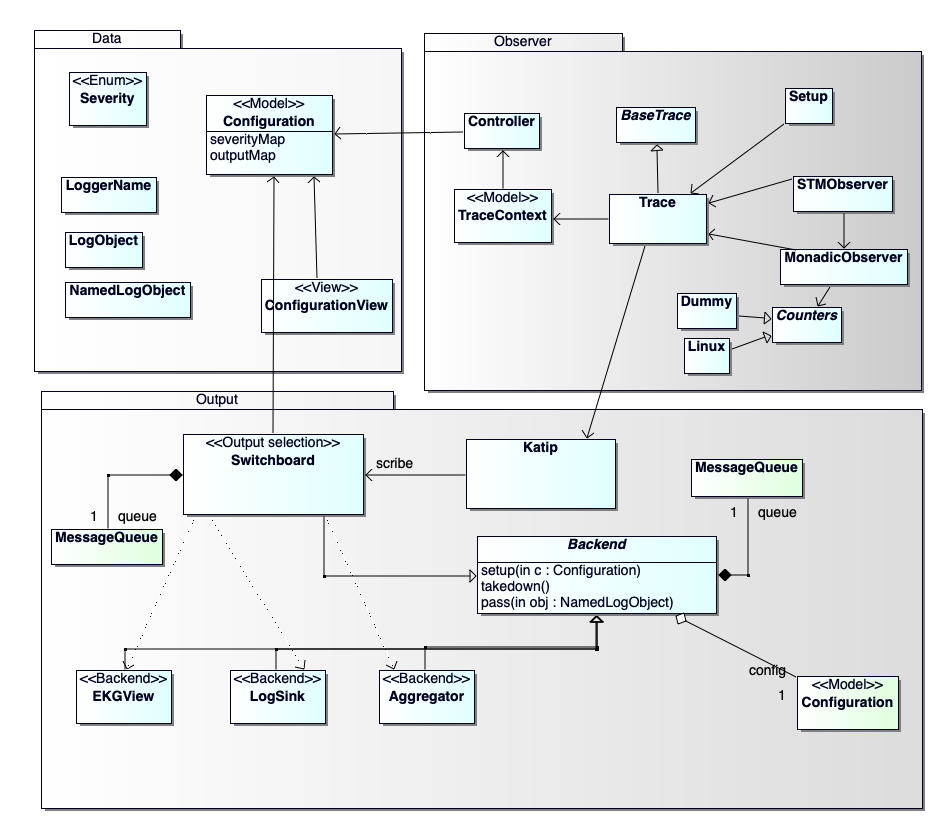 Data
<<Enum>>
Severity
<<Model>>
Configuration
severityMap
outputMap
LoggerName
LogObject
NamedLogObject
<<View>>
ConfigurationView
Observer
Controller
BaseTrace
Setup
<<Model>>
TraceContext
Trace
STMObserver
MonadicObserver
Dummy
Counters
Linux
Output
<<Output selection>>
Switchboard
scribe
Katip
1 queue
MessageQueue
MessageQueue
1 queue
Backend
setup(in c : Configuration)
takedown()
pass(in obj : NamedLogObject)
<<Backend>>
EKGView
<<Backend>>
LogSink
<<Backend>>
Aggregator
config
1
<<Model>>
Configuration